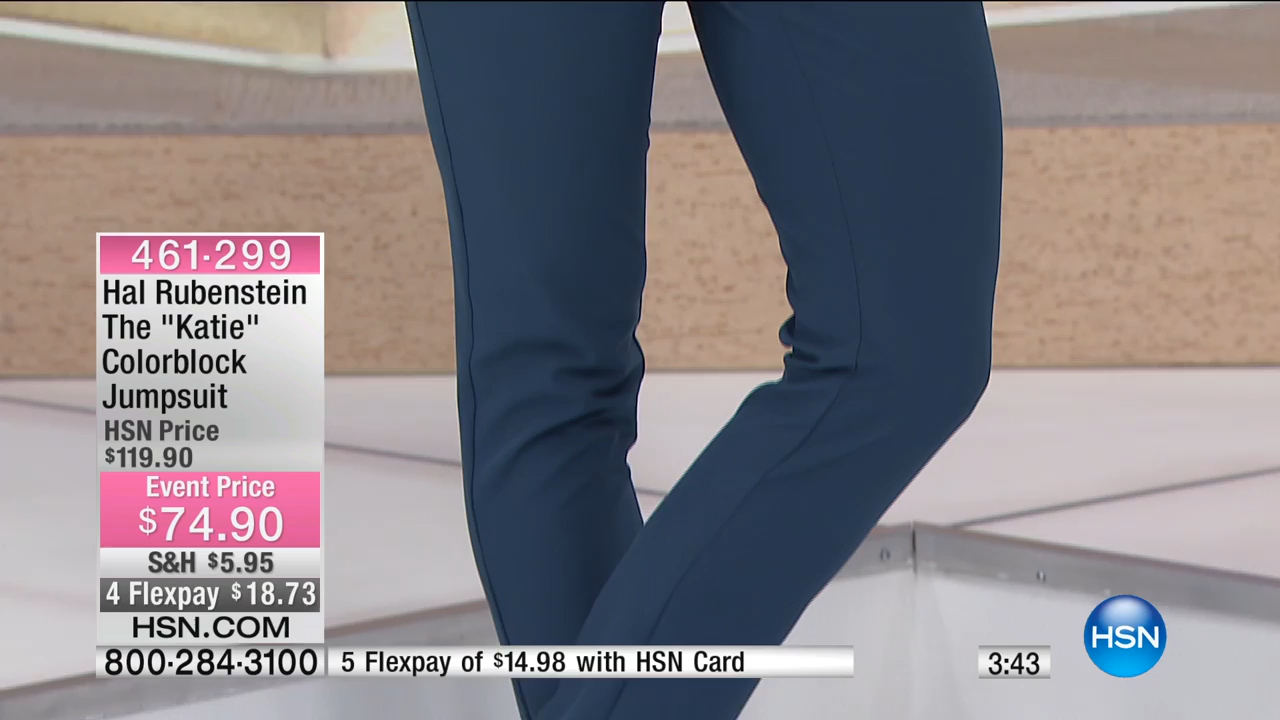 461·299
Hal Rubenstein
The "Katie"
Colorblock
Jumpsuit
HSN Price
$119.90
Event Price
$74.90
S&H $5.95
4 Flexpay $18.73
HSN.COM
800·284·3100
5 Flexpay of $14.98 with HSN Card
3:43
HSN